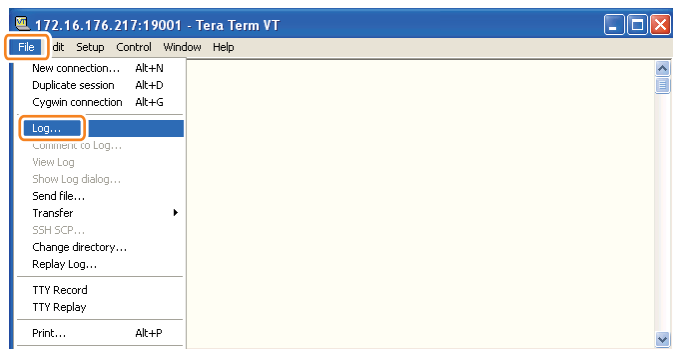 172.16.176.217:19001 - Tera Term VT
File dit Setup Control Window Help
New connection... Alt+N
Duplicate session Alt+D
Cygwin connection Alt+G
Log...
Comment to Log...
View Log
Show Log dialog...
Send file...
Transfer
SSH SCP...
Change directory...
Replay Log...
TTY Record
TTY Replay
Print... Alt+P